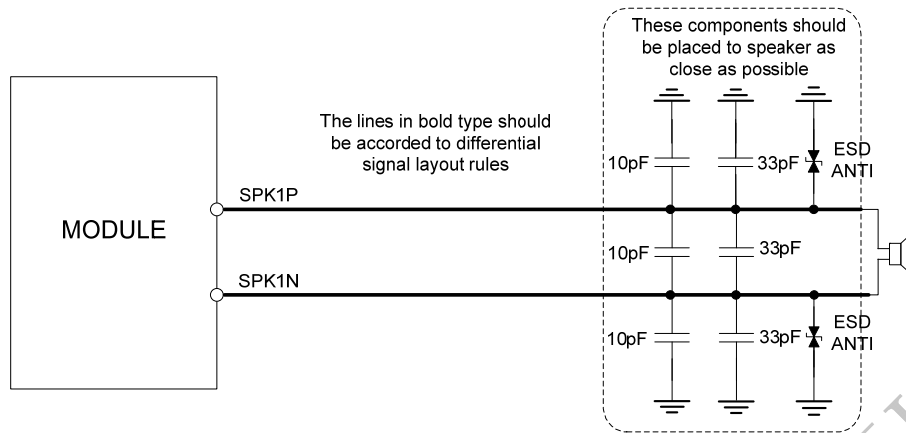 These components should
be placed to speaker as
close as possible
The lines in bold type should
be accorded to differential
signal layout rules
10pF
33pF
ESD
ANTI
SPK1P
MODULE
10pF
33pF
SPK1N
10pF
33pF
ESD
ANTI